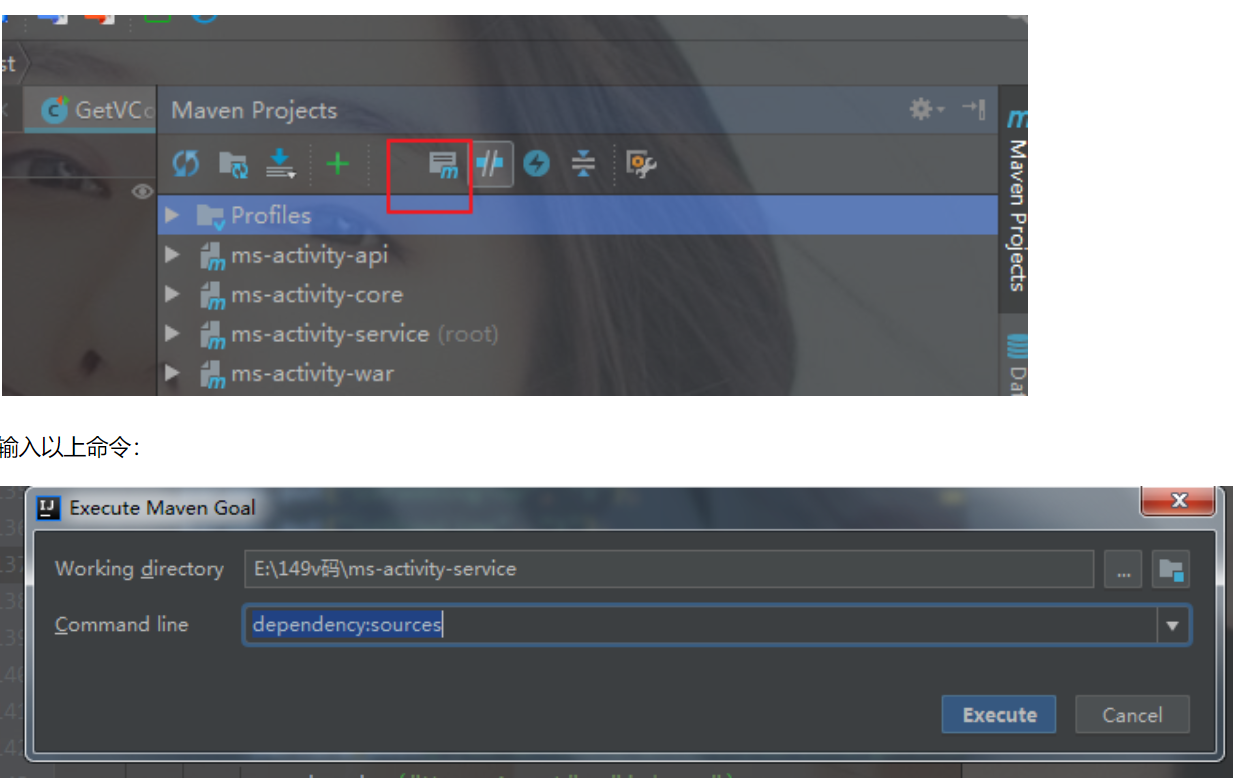 st
GetVCo
Maven Projects
Maven Projects
Profiles
ms-activity-api
ms-activity-core
ms-activity-service (root)
ms-activity-war
输入以上命令：
Execute Maven Goal
Working directory
E:\149v码\ms-activity-service
...
Command line
dependency:sources
Execute
Cancel